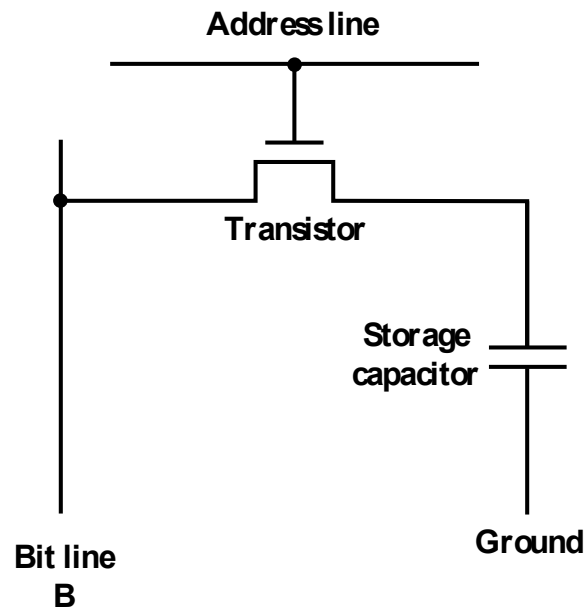 Address line
Transistor
Storage
capacitor
Ground
Bit line
B